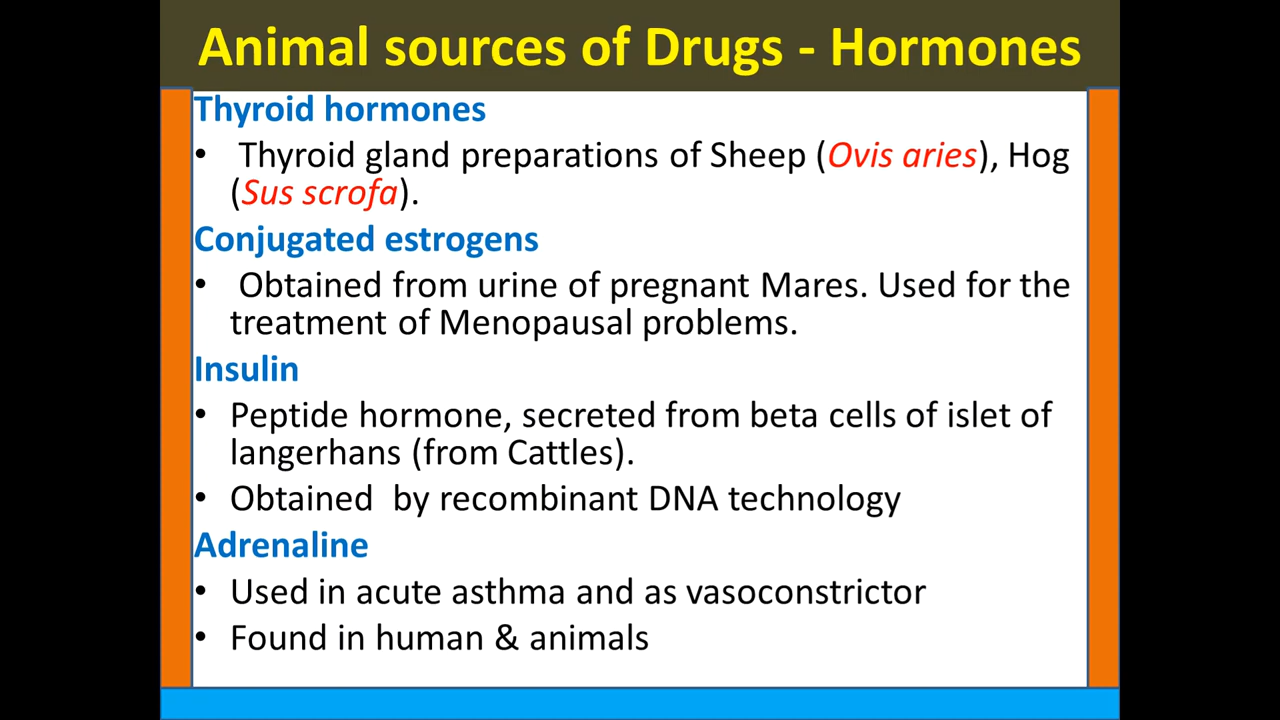 Animal sources of Drugs - Hormones
Thyroid hormones
• Thyroid gland preparations of Sheep (Ovis aries), Hog
(Sus scrofa).
Conjugated estrogens
• Obtained from urine of pregnant Mares. Used for the
treatment of Menopausal problems.
Insulin
• Peptide hormone, secreted from beta cells of islet of
langerhans (from Cattles).
• Obtained by recombinant DNA technology
Adrenaline
• Used in acute asthma and as vasoconstrictor
• Found in human & animals